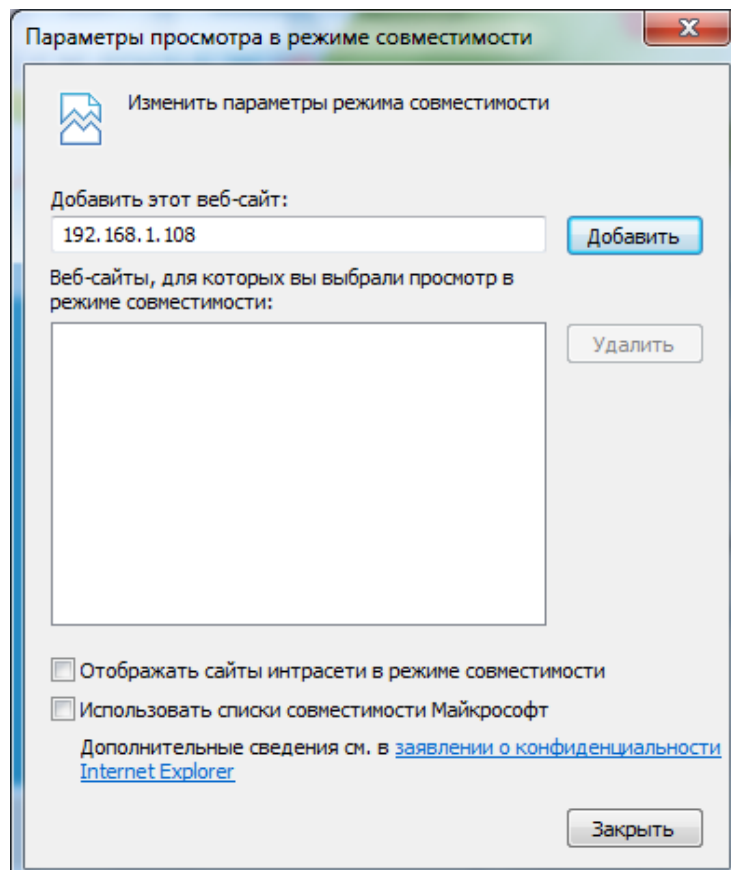 Параметры просмотра в режиме совместимости
Изменить параметры режима совместимости
Добавить этот веб-сайт:
192.168.1.108
Добавить
Веб-сайты, для которых вы выбрали просмотр в
режиме совместимости:
Удалить
Отображать сайты интрасети в режиме совместимости
Использовать списки совместимости Майкрософт
Дополнительные сведения см. в заявлении о конфиденциальности
Internet Explorer
Закрыть